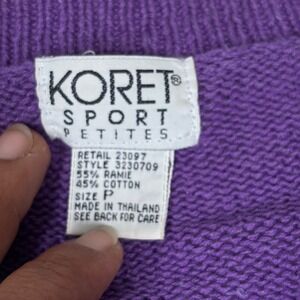 KORET®
SPORT
PETITES
RETAIL 23097
STYLE 3230709
55% RAMIE
45% COTTON
SIZE P
MADE IN THAILAND
SEE BACK FOR CARE